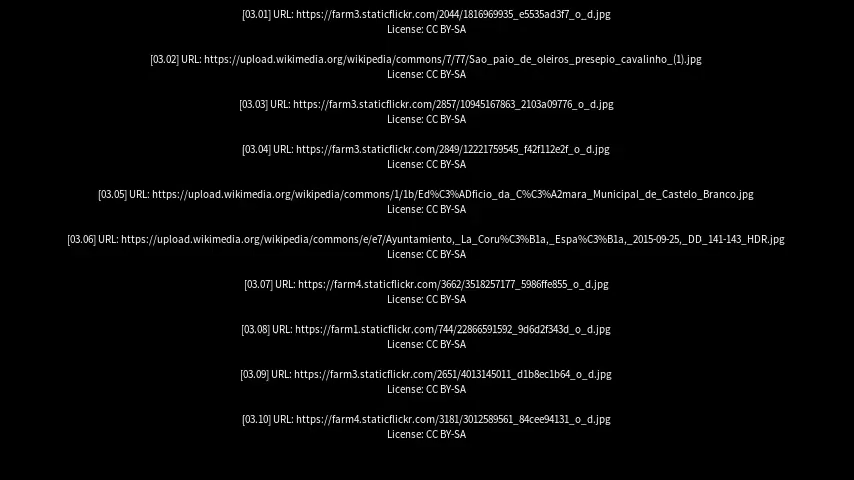 [03.01] URL: https://farm3.staticflickr.com/2044/1816969935_e5535ad3f7_o_d.jpg
License: CC BY-SA
[03.02] URL: https://upload.wikimedia.org/wikipedia/commons/7/77/Sao_paio_de_oleiros_presepio_cavalinho_(1).jpg
License: CC BY-SA
[03.03] URL: https://farm3.staticflickr.com/2857/10945167863_2103a09776_o_d.jpg
License: CC BY-SA
[03.04] URL: https://farm3.staticflickr.com/2849/12221759545_f42f112e2f_o_d.jpg
License: CC BY-SA
[03.05] URL: https://upload.wikimedia.org/wikipedia/commons/1/1b/Ed%C3%ADficio_da_C%C3%A2mara_Municipal_de_Castelo_Branco.jpg
License: CC BY-SA
[03.06] URL: https://upload.wikimedia.org/wikipedia/commons/e/e7/Ayuntamiento,_La_Coru%C3%B1a,_Espa%C3%B1a,_2015-09-25,_DD_141-143_HDR.jpg
License: CC BY-SA
[03.07] URL: https://farm4.staticflickr.com/3662/3518257177_5986ffe855_o_d.jpg
License: CC BY-SA
[03.08] URL: https://farm1.staticflickr.com/744/22866591592_9d6d2f343d_o_d.jpg
License: CC BY-SA
[03.09] URL: https://farm3.staticflickr.com/2651/4013145011_d1b8ec1b64_o_d.jpg
License: CC BY-SA
[03.10] URL: https://farm4.staticflickr.com/3181/3012589561_84cee94131_o_d.jpg
License: CC BY-SA